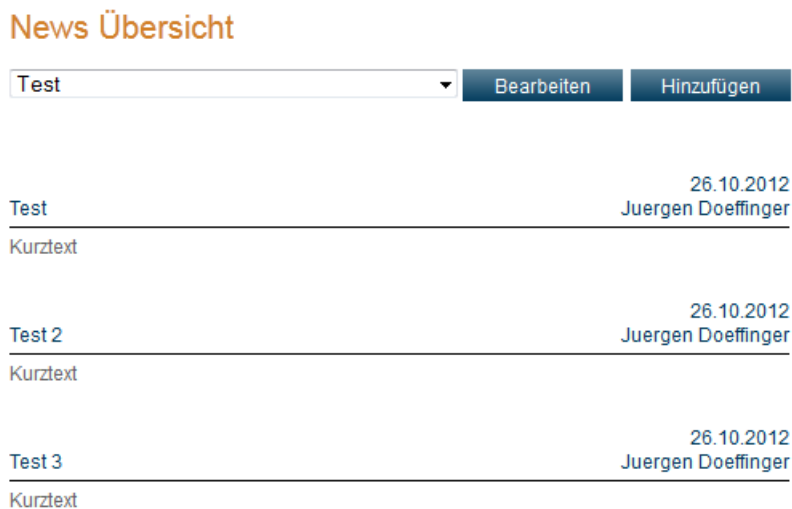 News Übersicht
Test Bearbeiten Hinzufügen
26.10.2012
Test Juergen Doeffinger
Kurztext
26.10.2012
Test 2 Juergen Doeffinger
Kurztext
26.10.2012
Test 3 Juergen Doeffinger
Kurztext